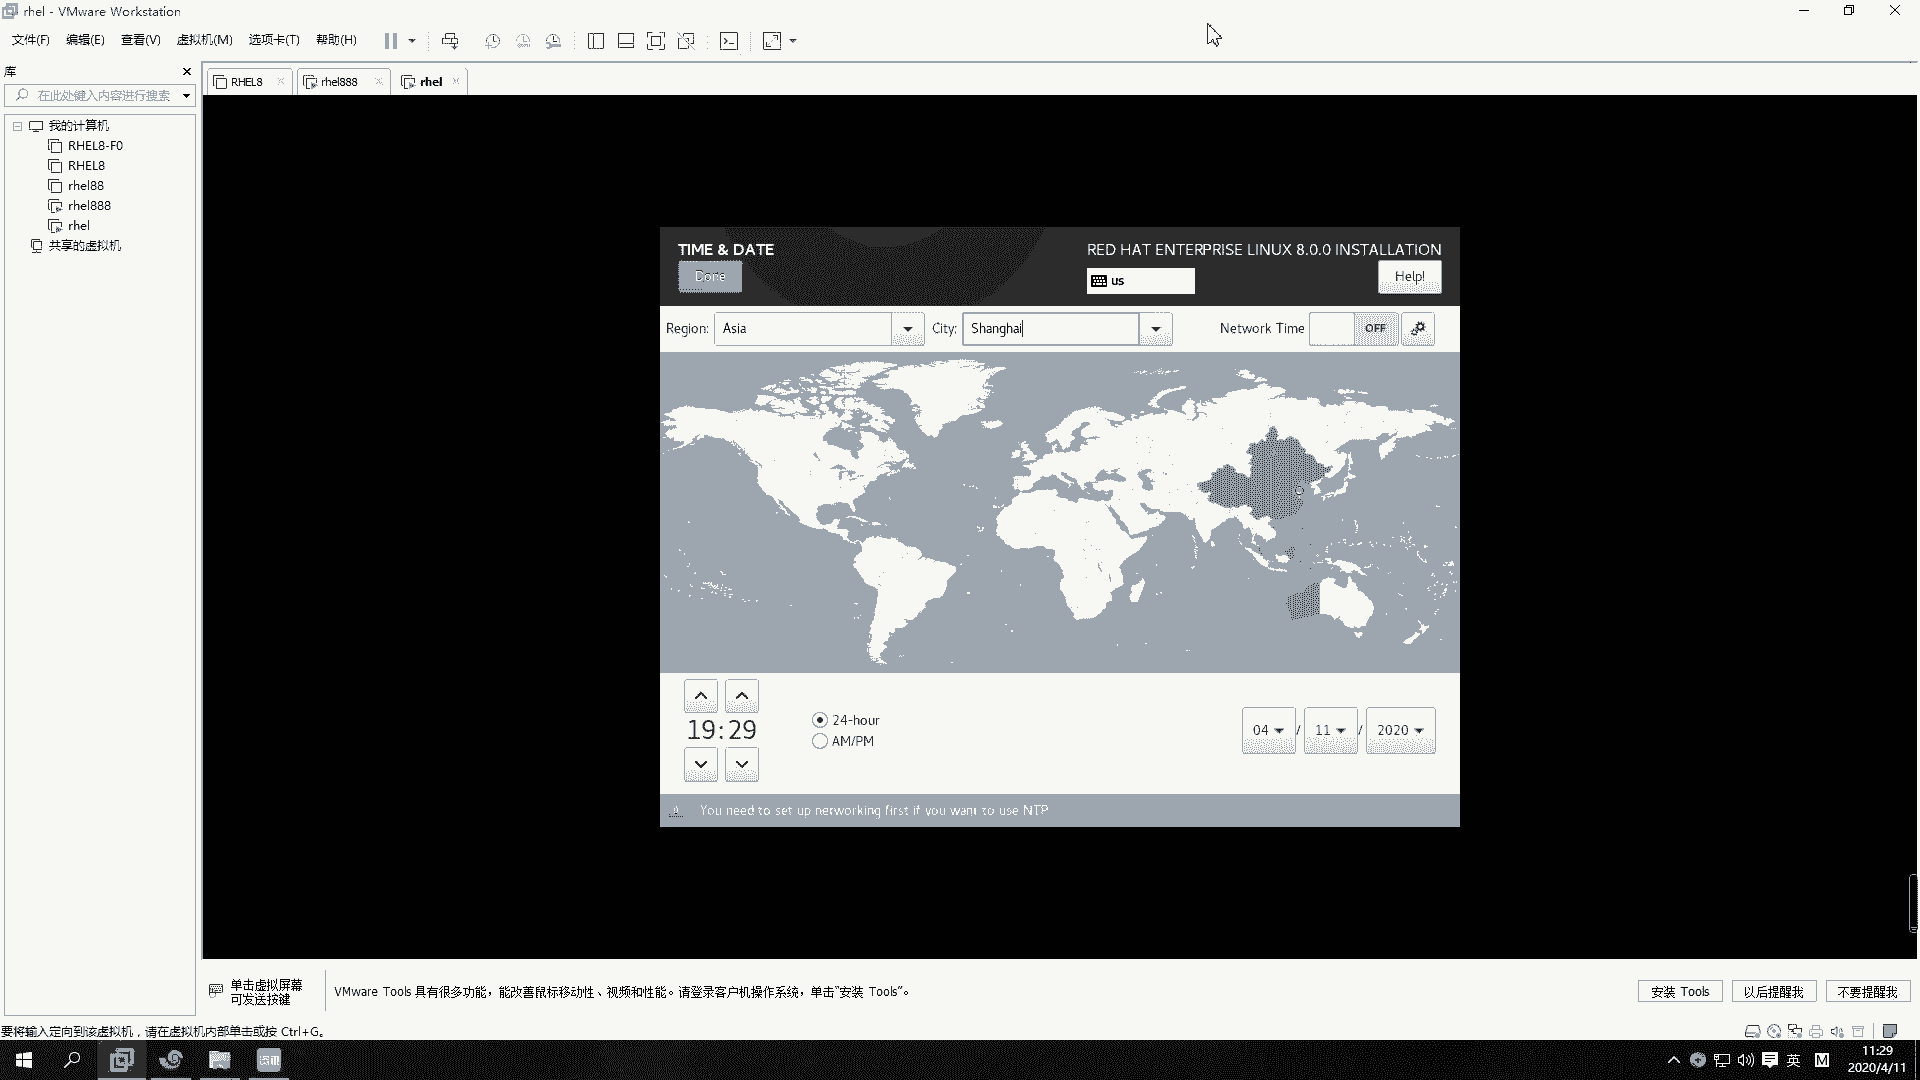 rhel - VMware Workstation
文件(F) 编辑(E) 查看(V) 虚拟机(M) 选项卡(T) 帮助(H)
库
在此处键入内容进行搜索
我的计算机
RHEL8-F0
RHEL8
rhel88
rhel888
rhel
共享的虚拟机
RHEL8 rhel888 rhel
TIME & DATE
RED HAT ENTERPRISE LINUX 8.0.0 INSTALLATION
Done
us
Help!
Region: Asia City: Shanghai Network Time OFF
19:29
24-hour
AM/PM
04 / 11 / 2020
You need to set up networking first if you want to use NTP
单击虚拟屏幕
可发送按键
VMware Tools 具有很多功能，能改善鼠标移动性、视频和性能。请登录客户机操作系统，单击“安装 Tools”。
安装 Tools 以后提醒我 不要提醒我
要将输入定向到该虚拟机，请在虚拟机内部单击或按 Ctrl+G。
资讯
英 M
11:29
2020/4/11